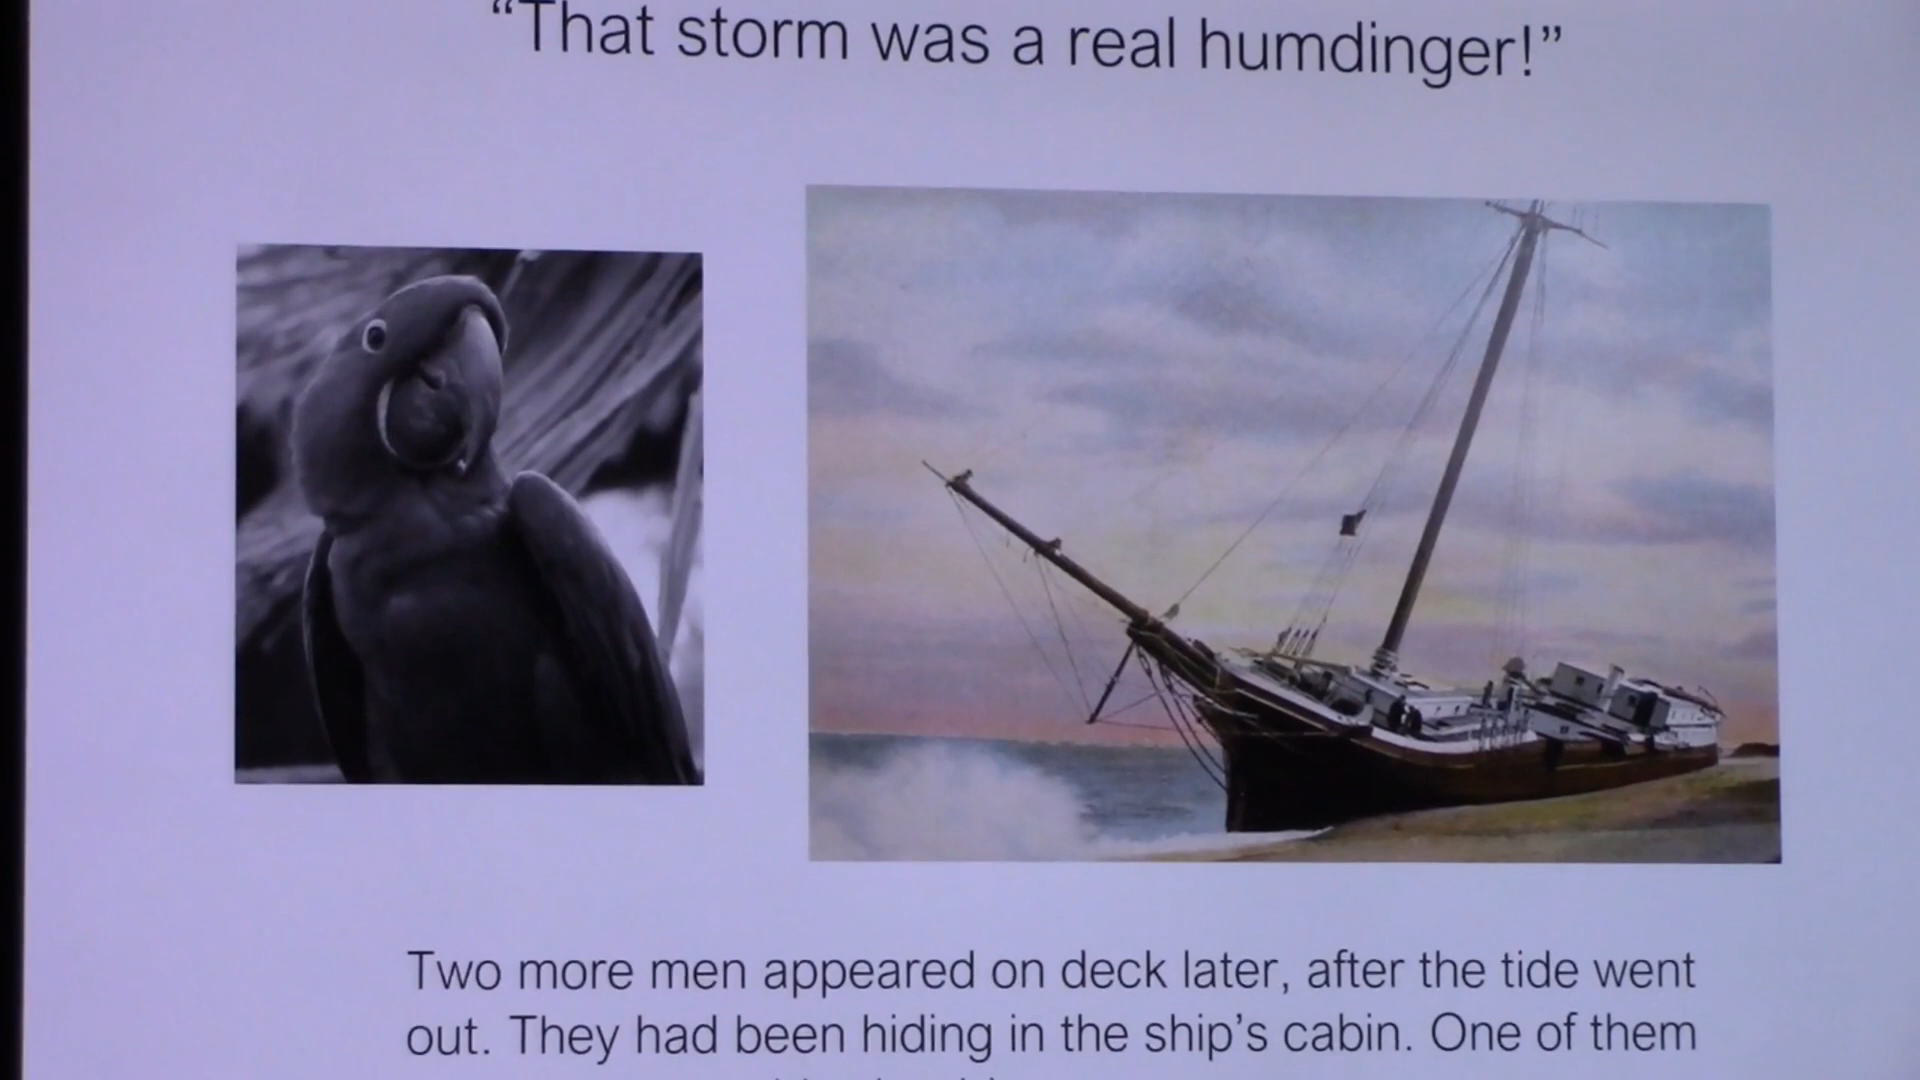 “That storm was a real humdinger!”
Two more men appeared on deck later, after the tide went
out. They had been hiding in the ship’s cabin. One of them